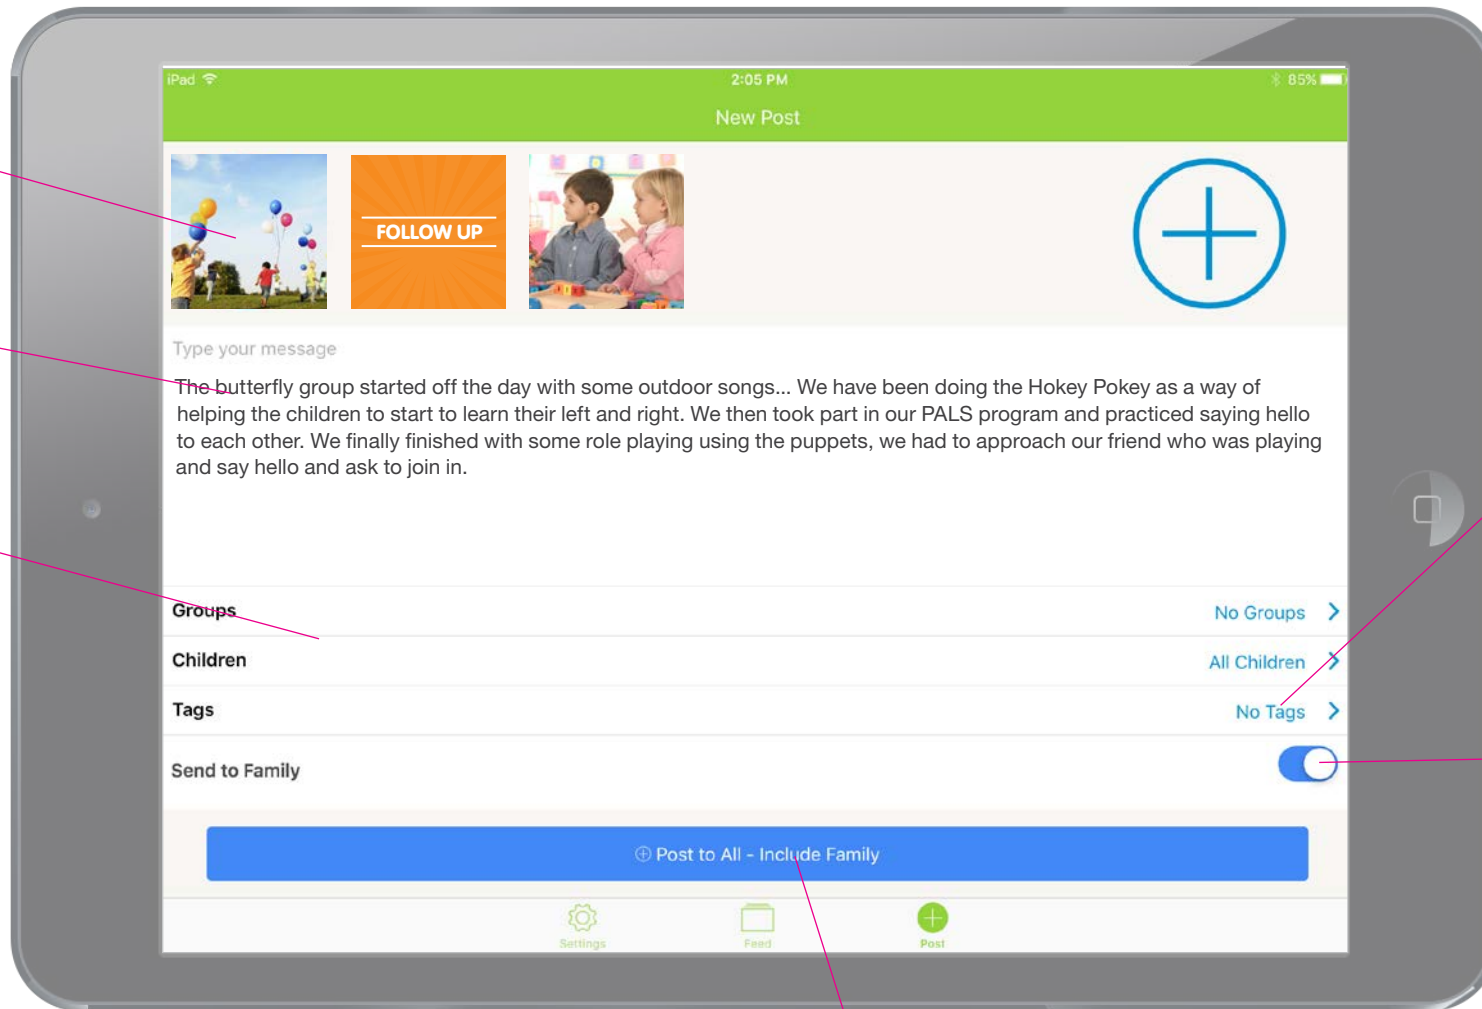 iPad 2:05 PM 85%
New Post
FOLLOW UP
Type your message
The butterfly group started off the day with some outdoor songs... We have been doing the Hokey Pokey as a way of
helping the children to start to learn their left and right. We then took part in our PALS program and practiced saying hello
to each other. We finally finished with some role playing using the puppets, we had to approach our friend who was playing
and say hello and ask to join in.
Groups No Groups
Children All Children
Tags No Tags
Send to Family
Post to All - Include Family
Settings Feed Post